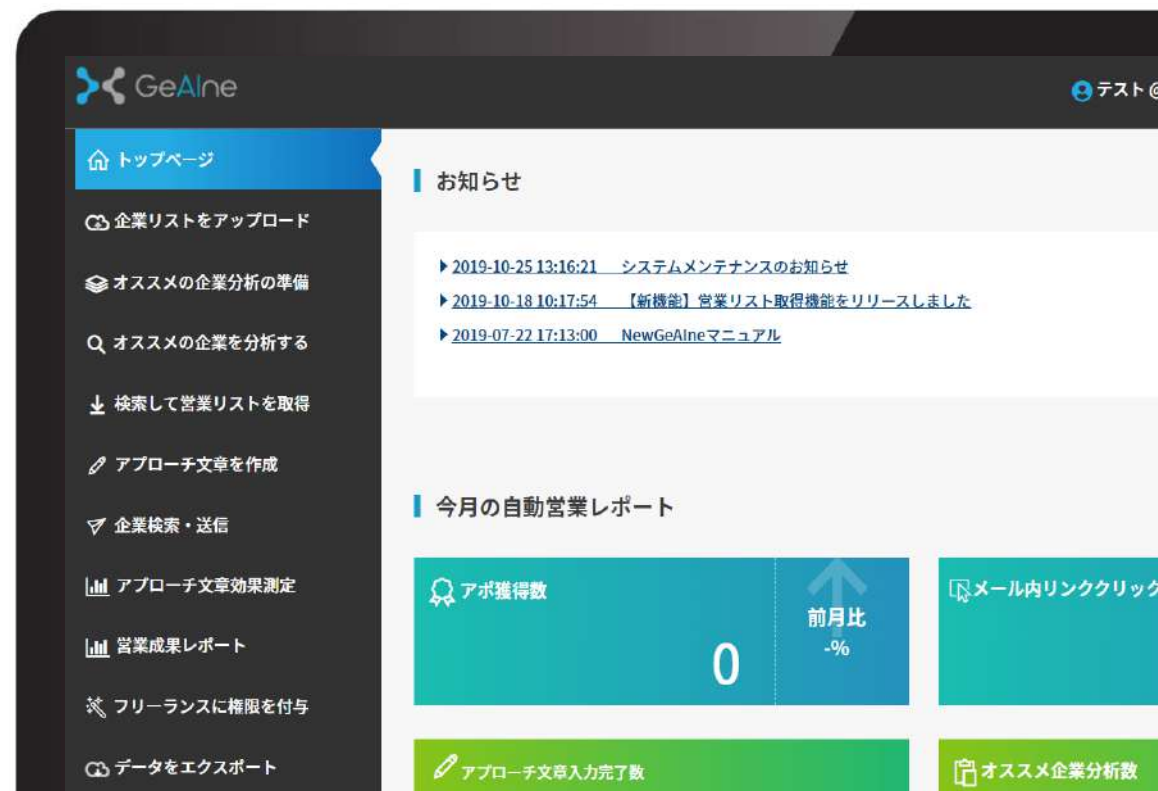 GeAIne
テスト@
トップページ
企業リストをアップロード
オススメの企業分析の準備
オススメの企業を分析する
検索して営業リストを取得
アプローチ文章を作成
企業検索・送信
アプローチ文章効果測定
営業成果レポート
フリーランスに権限を付与
データをエクスポート
お知らせ
2019-10-25 13:16:21 システムメンテナンスのお知らせ
2019-10-18 10:17:54 【新機能】営業リスト取得機能をリリースしました
2019-07-22 17:13:00 NewGeAIneマニュアル
今月の自動営業レポート
アポ獲得数
0
前月比
-%
メール内リンククリック
アプローチ文章入力完了数
オススメ企業分析数